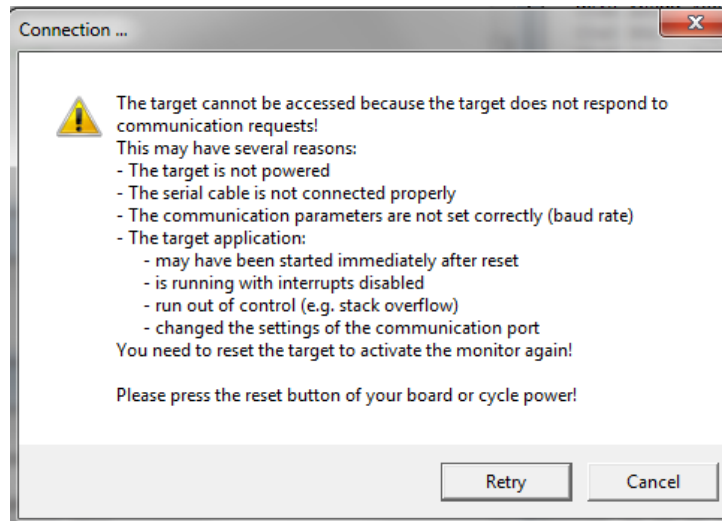 Connection ...
The target cannot be accessed because the target does not respond to
communication requests!
This may have several reasons:
- The target is not powered
- The serial cable is not connected properly
- The communication parameters are not set correctly (baud rate)
- The target application:
- may have been started immediately after reset
- is running with interrupts disabled
- run out of control (e.g. stack overflow)
- changed the settings of the communication port
You need to reset the target to activate the monitor again!
Please press the reset button of your board or cycle power!
Retry
Cancel